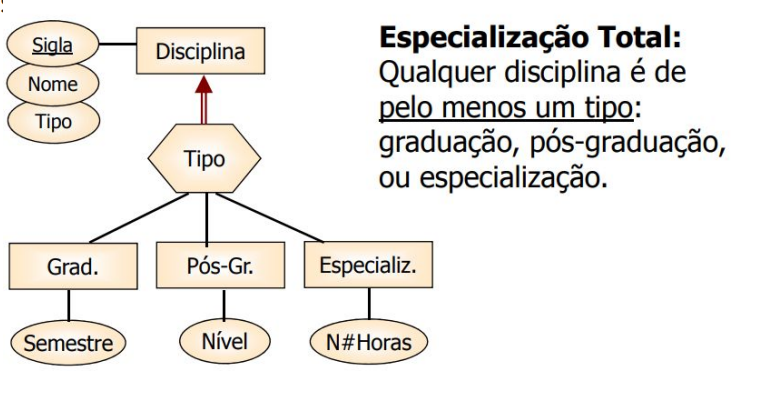 Sigla
Nome
Tipo
Disciplina
Tipo
Grad.
Pós-Gr.
Especializ.
Semestre
Nível
N#Horas
Especialização Total:
Qualquer disciplina é de
pelo menos um tipo:
graduação, pós-graduação,
ou especialização.